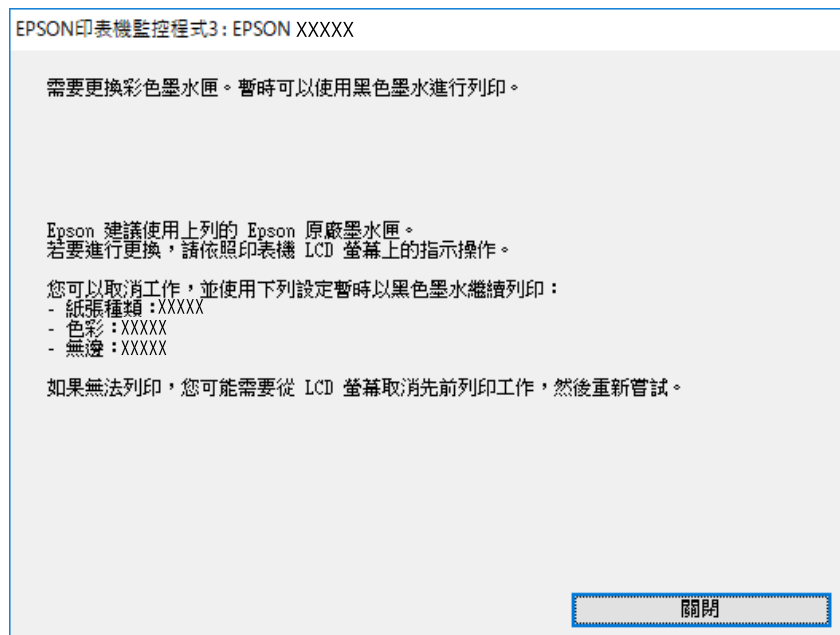 EPSON印表機監控程式3 : EPSON XXXXX
需要更換彩色墨水匣。暫時可以使用黑色墨水進行列印。
Epson 建議使用上列的 Epson 原廠墨水匣。
若要進行更換，請依照印表機 LCD 螢幕上的指示操作。
您可以取消工作，並使用下列設定暫時以黑色墨水繼續列印：
- 紙張種類：XXXXX
- 色彩：XXXXX
- 無邊：XXXXX
如果無法列印，您可能需要從 LCD 螢幕取消先前列印工作，然後重新嘗試。
關閉